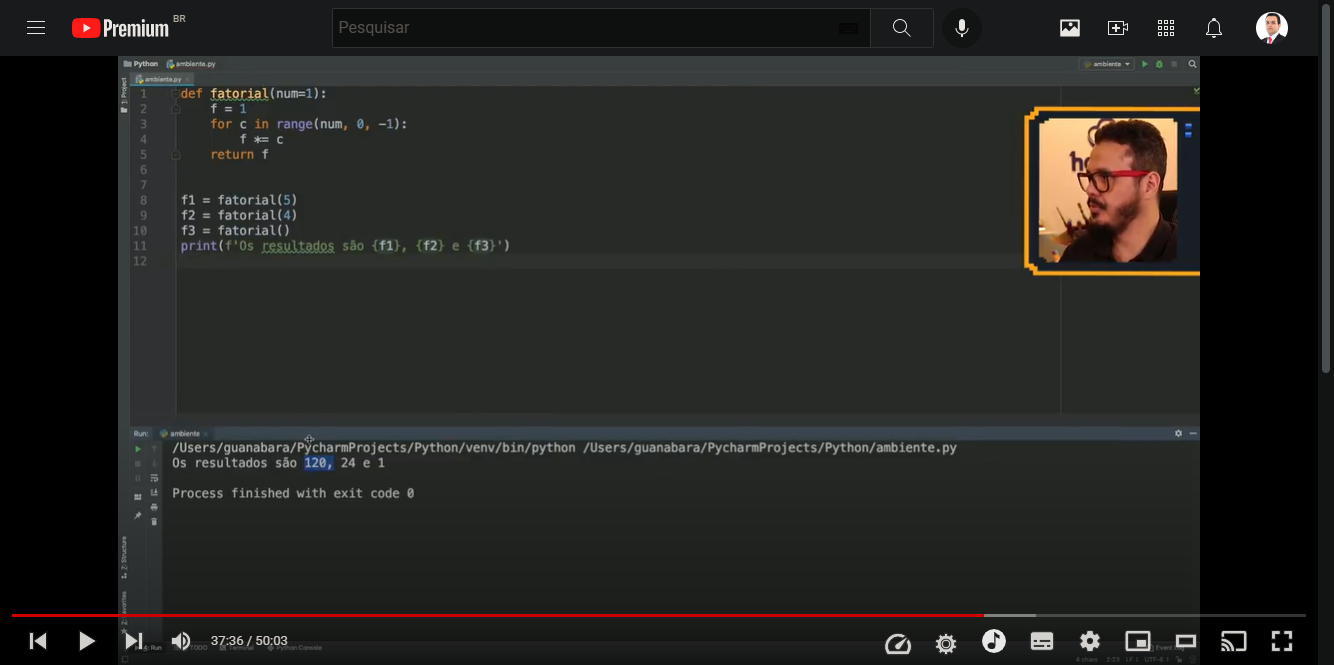 Premium BR
Pesquisar
Python ambiente.py
ambiente
ambiente.py
1: Project
1 def fatorial(num=1):
2 f = 1
3 for c in range(num, 0, -1):
4 f *= c
5 return f
6
7
8 f1 = fatorial(5)
9 f2 = fatorial(4)
10 f3 = fatorial()
11 print(f'Os resultados são {f1}, {f2} e {f3}')
12
Run: ambiente
/Users/guanabara/PycharmProjects/Python/venv/bin/python /Users/guanabara/PycharmProjects/Python/ambiente.py
Os resultados são 120, 24 e 1
Process finished with exit code 0
Z: Structure
37:36 / 50:03
Run TODO Terminal Python Console